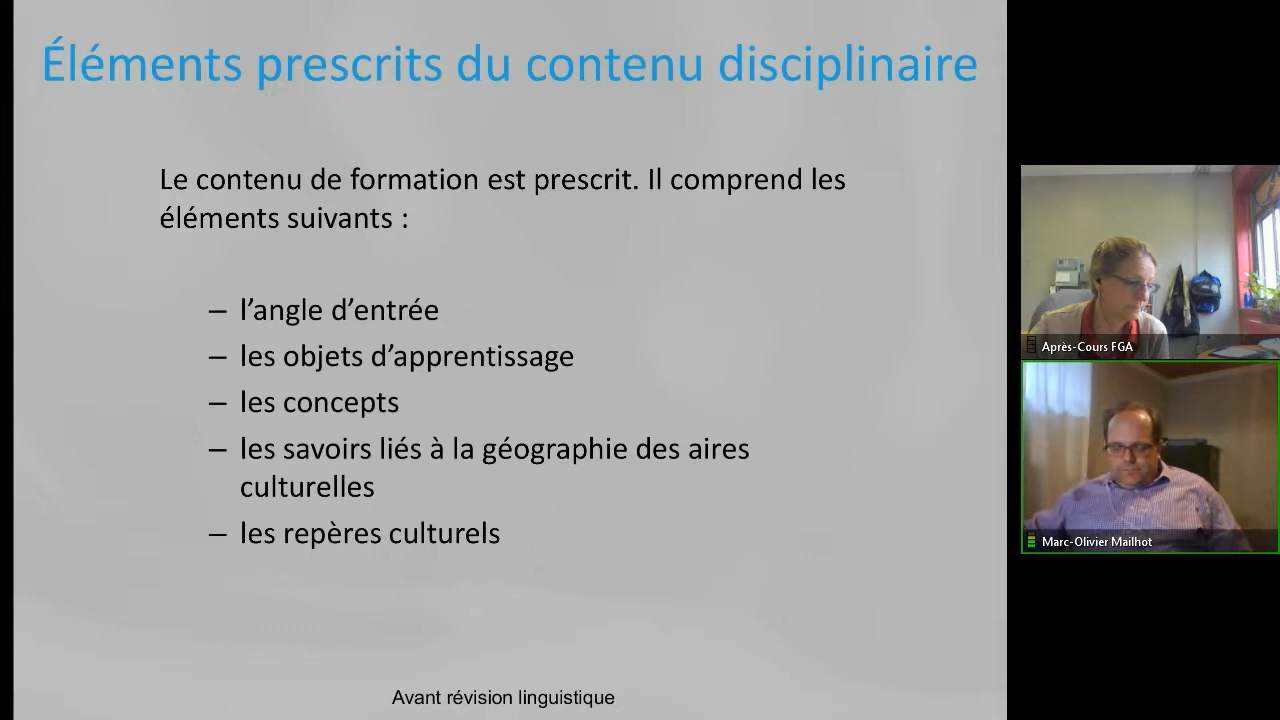 Éléments prescrits du contenu disciplinaire
Le contenu de formation est prescrit. Il comprend les
éléments suivants :
– l’angle d’entrée
– les objets d’apprentissage
– les concepts
– les savoirs liés à la géographie des aires
culturelles
– les repères culturels
Avant révision linguistique
Après-Cours FGA
Marc-Olivier Mailhot